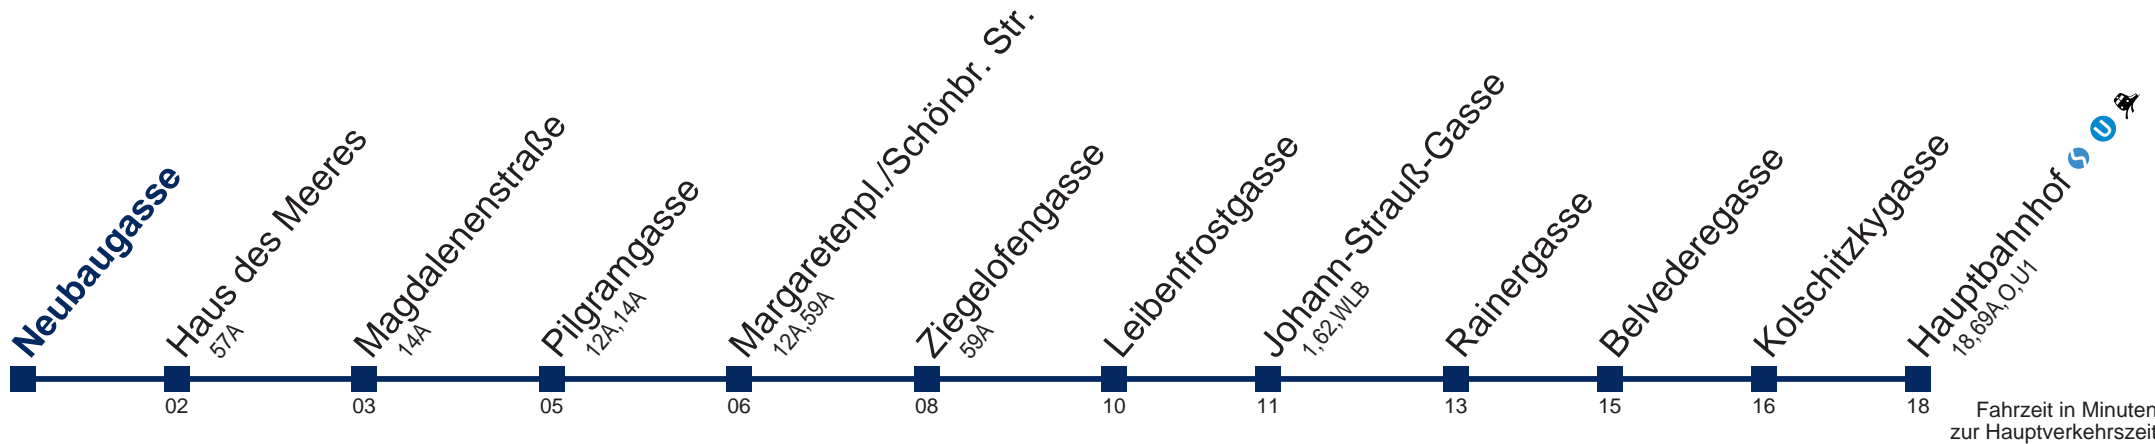 Neubaugasse
Haus des Meeres
57A
Magdalenenstraße
14A
Pilgramgasse
12A,14A
Margaretenpl./Schönbr. Str.
12A,59A
Ziegelofengasse
59A
Leibenfrostgasse
Johann-Strauß-Gasse
1,62,WLB
Rainergasse
Belvederegasse
Kolschitzkygasse
Hauptbahnhof S U
18,69A,O,U1
02 03 05 06 08 10 11 13 15 16 18
Fahrzeit in Minuten
zur Hauptverkehrszeit